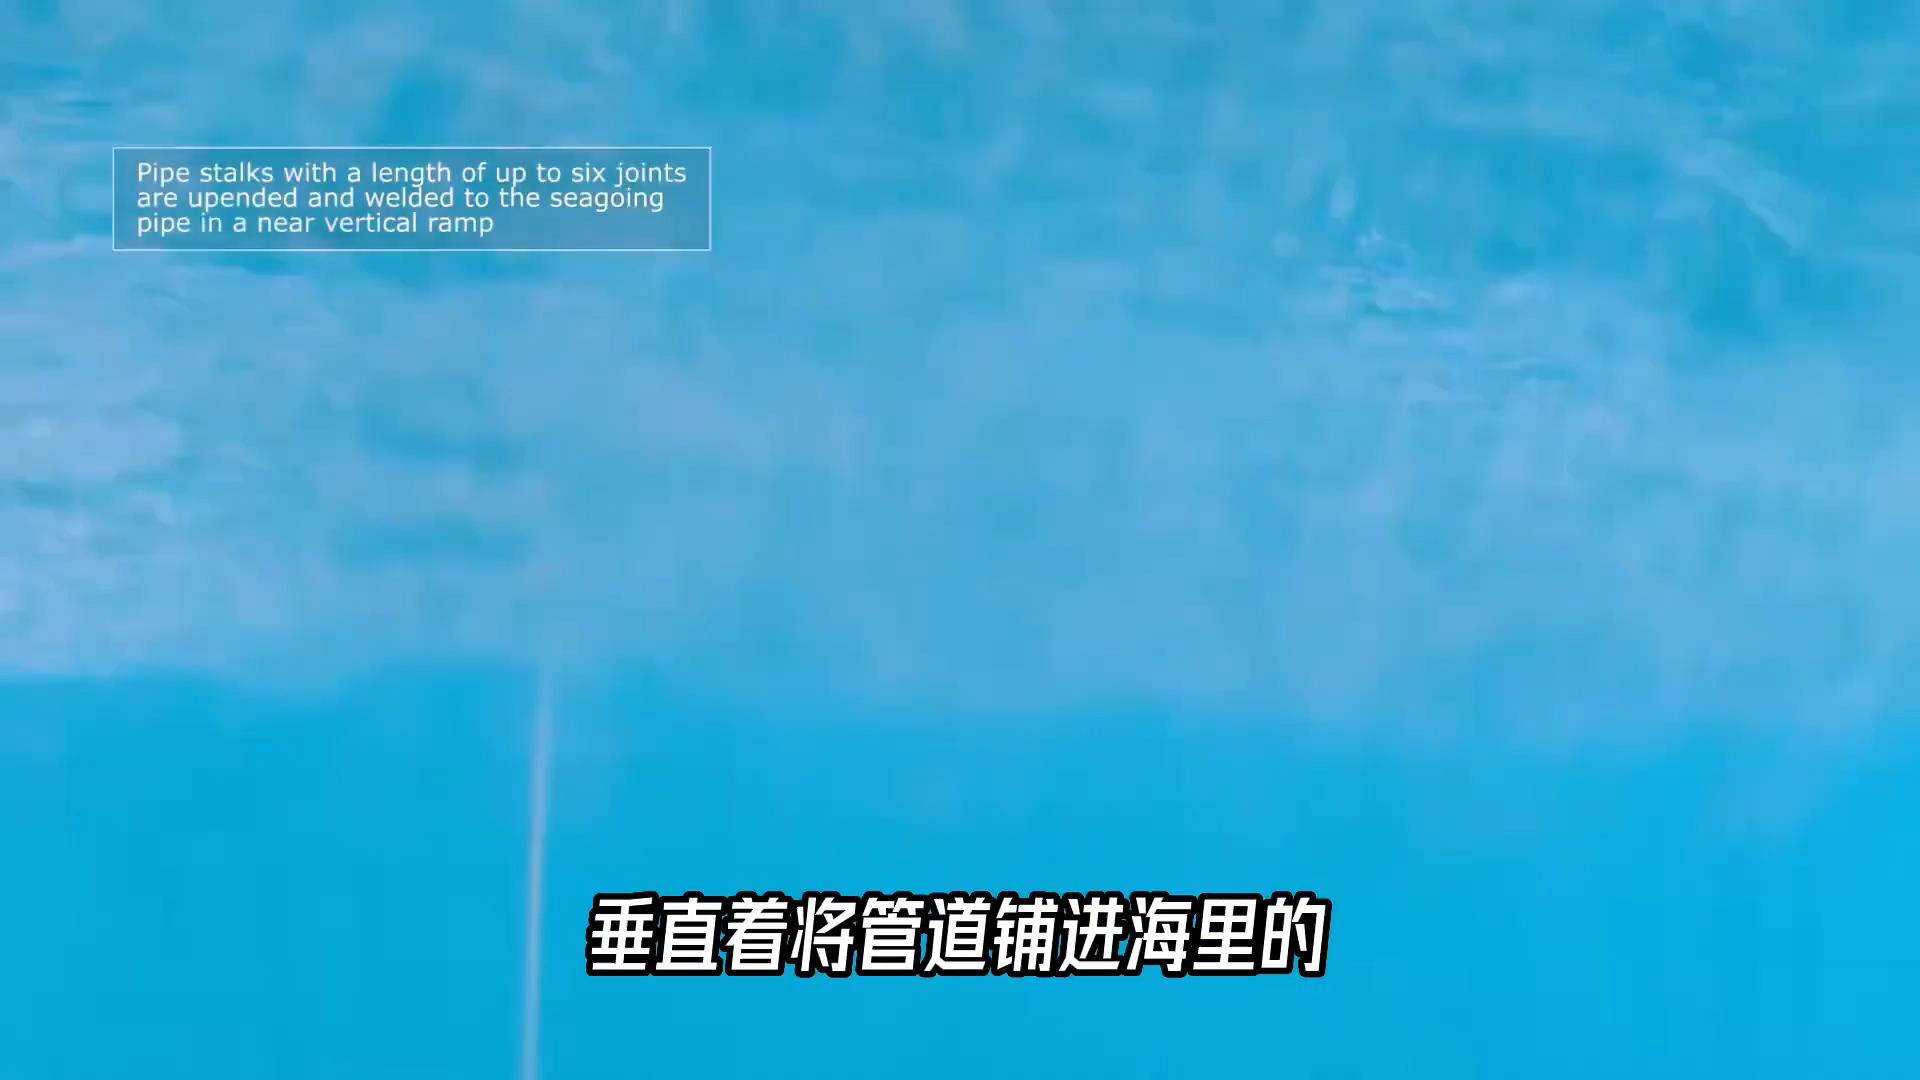 Pipe stalks with a length of up to six joints
are upended and welded to the seagoing
pipe in a near vertical ramp
垂直着将管道铺进海里的